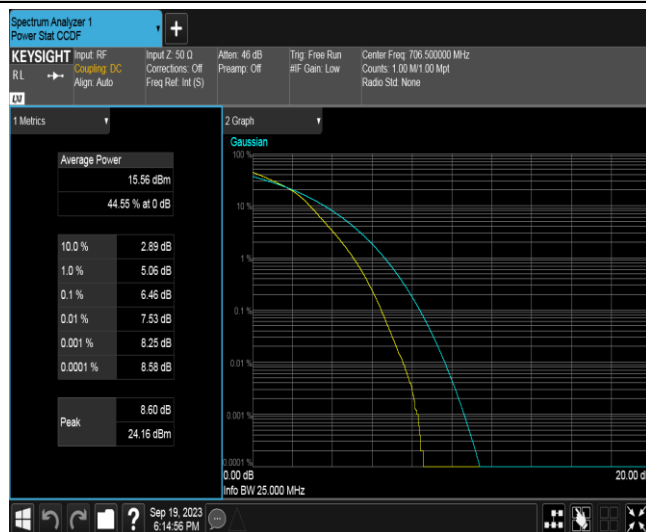 Spectrum Analyzer 1
Power Stat CCDF
+
KEYSIGHT
RL
Input: RF
Coupling: DC
Align: Auto
Input Z: 50 Ω
Corrections: Off
Freq Ref: Int (S)
Atten: 46 dB
Preamp: Off
Trig: Free Run
#IF Gain: Low
Center Freq: 706.500000 MHz
Counts: 1.00 M/1.00 Mpt
Radio Std: None
1 Metrics
Average Power
15.56 dBm
44.55 % at 0 dB
10.0 % 2.89 dB
1.0 % 5.06 dB
0.1 % 6.46 dB
0.01 % 7.53 dB
0.001 % 8.25 dB
0.0001 % 8.58 dB
Peak
8.60 dB
24.16 dBm
2 Graph
Gaussian
100 %
10 %
1 %
0.1 %
0.01 %
0.001 %
0.0001 %
0.00 dB
20.00 d
Info BW 25.000 MHz
?
Sep 19, 2023
6:14:56 PM